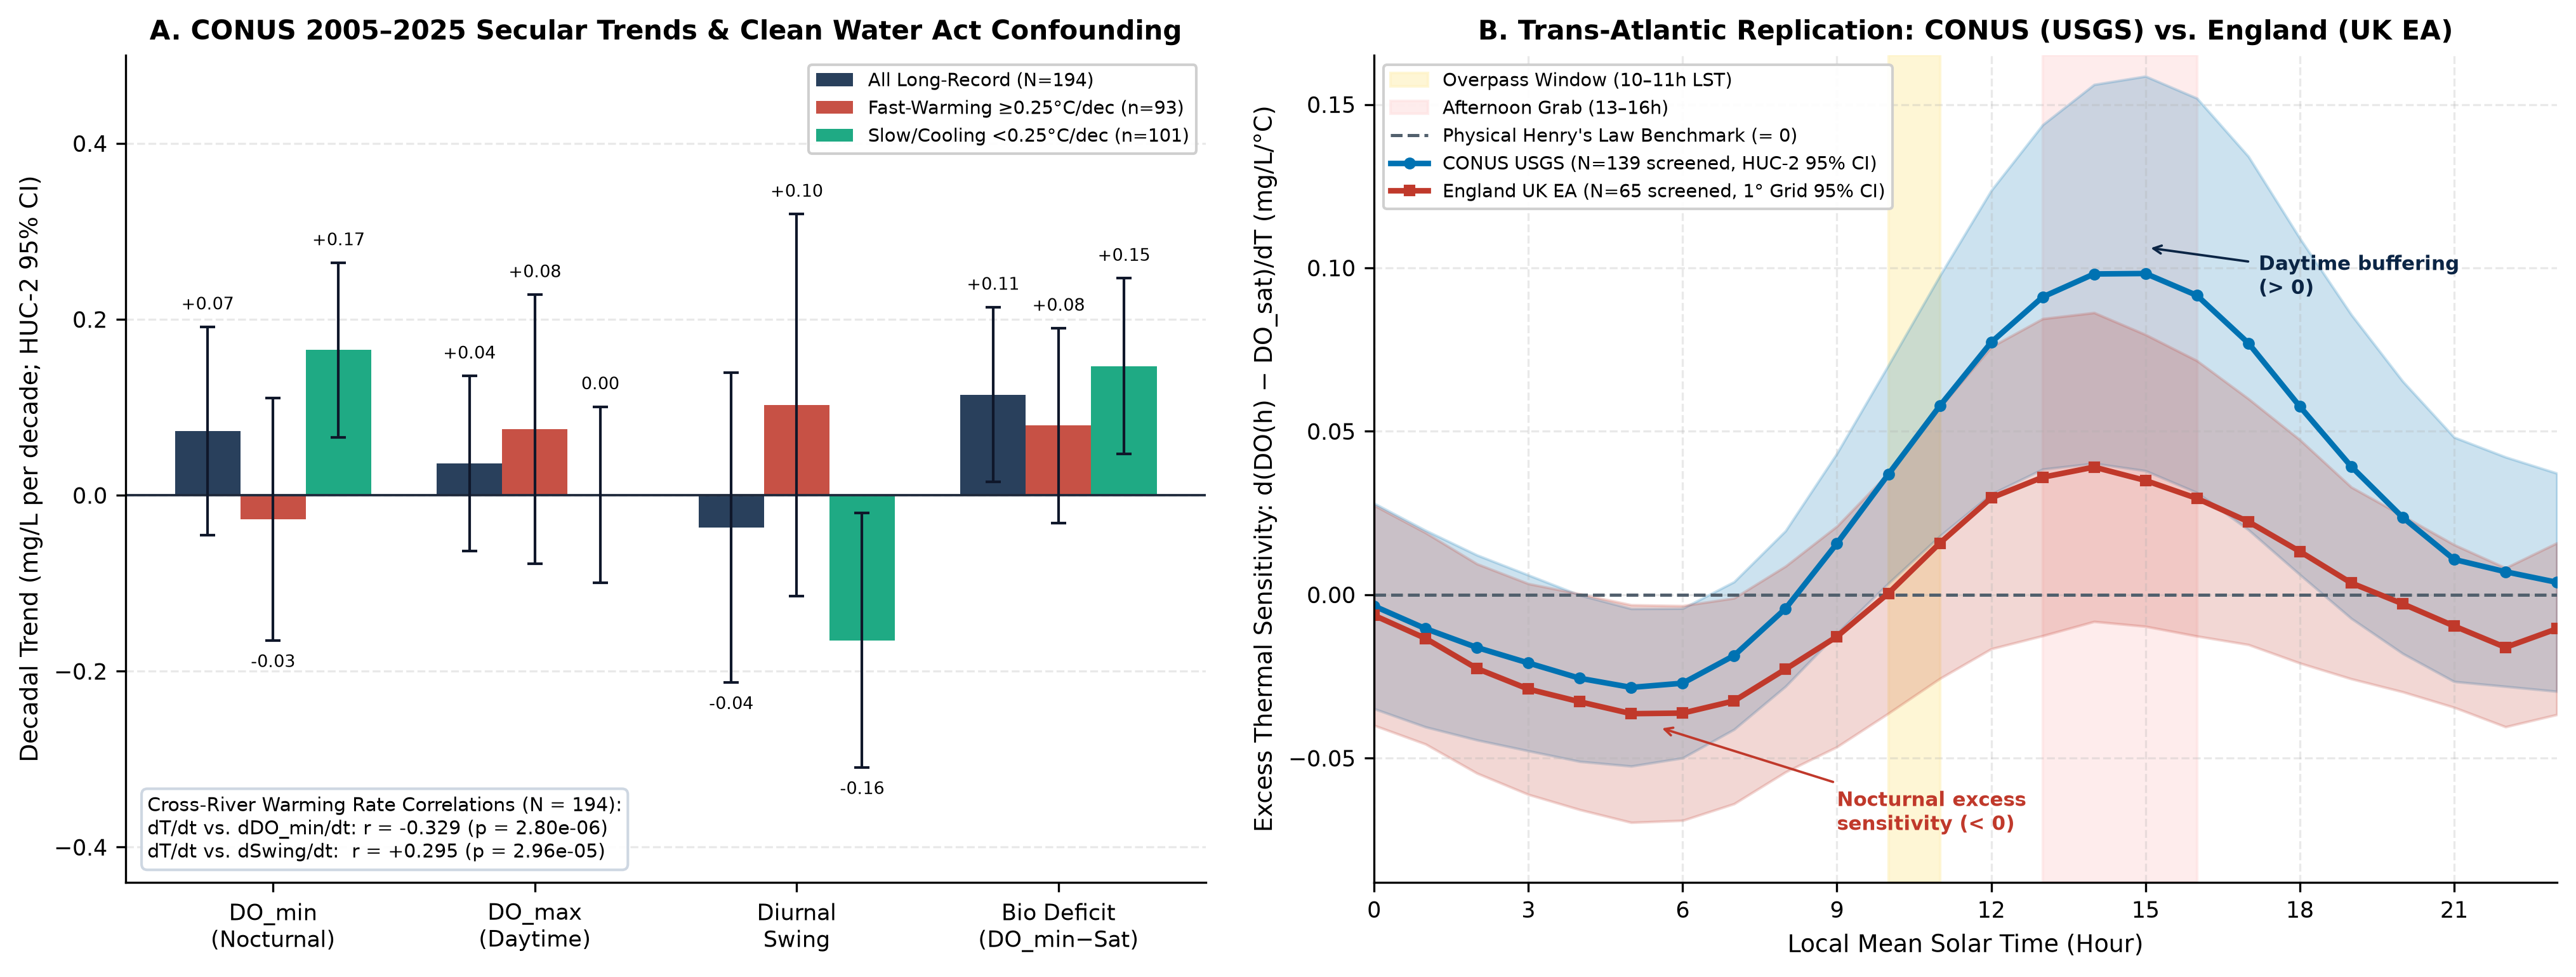 A. CONUS 2005–2025 Secular Trends & Clean Water Act Confounding
Decadal Trend (mg/L per decade; HUC-2 95% CI)
0.4
0.2
0.0
−0.2
−0.4
All Long-Record (N=194)
Fast-Warming ≥0.25°C/dec (n=93)
Slow/Cooling <0.25°C/dec (n=101)
+0.07
-0.03
+0.17
+0.04
+0.08
0.00
-0.04
+0.10
-0.16
+0.11
+0.08
+0.15
Cross-River Warming Rate Correlations (N = 194):
dT/dt vs. dDO_min/dt: r = -0.329 (p = 2.80e-06)
dT/dt vs. dSwing/dt:  r = +0.295 (p = 2.96e-05)
DO_min
(Nocturnal)
DO_max
(Daytime)
Diurnal
Swing
Bio Deficit
(DO_min−Sat)
B. Trans-Atlantic Replication: CONUS (USGS) vs. England (UK EA)
Excess Thermal Sensitivity: d(DO(h) − DO_sat)/dT (mg/L/°C)
0.15
0.10
0.05
0.00
−0.05
Overpass Window (10–11h LST)
Afternoon Grab (13–16h)
Physical Henry's Law Benchmark (= 0)
CONUS USGS (N=139 screened, HUC-2 95% CI)
England UK EA (N=65 screened, 1° Grid 95% CI)
Daytime buffering
(> 0)
Nocturnal excess
sensitivity (< 0)
0 3 6 9 12 15 18 21
Local Mean Solar Time (Hour)